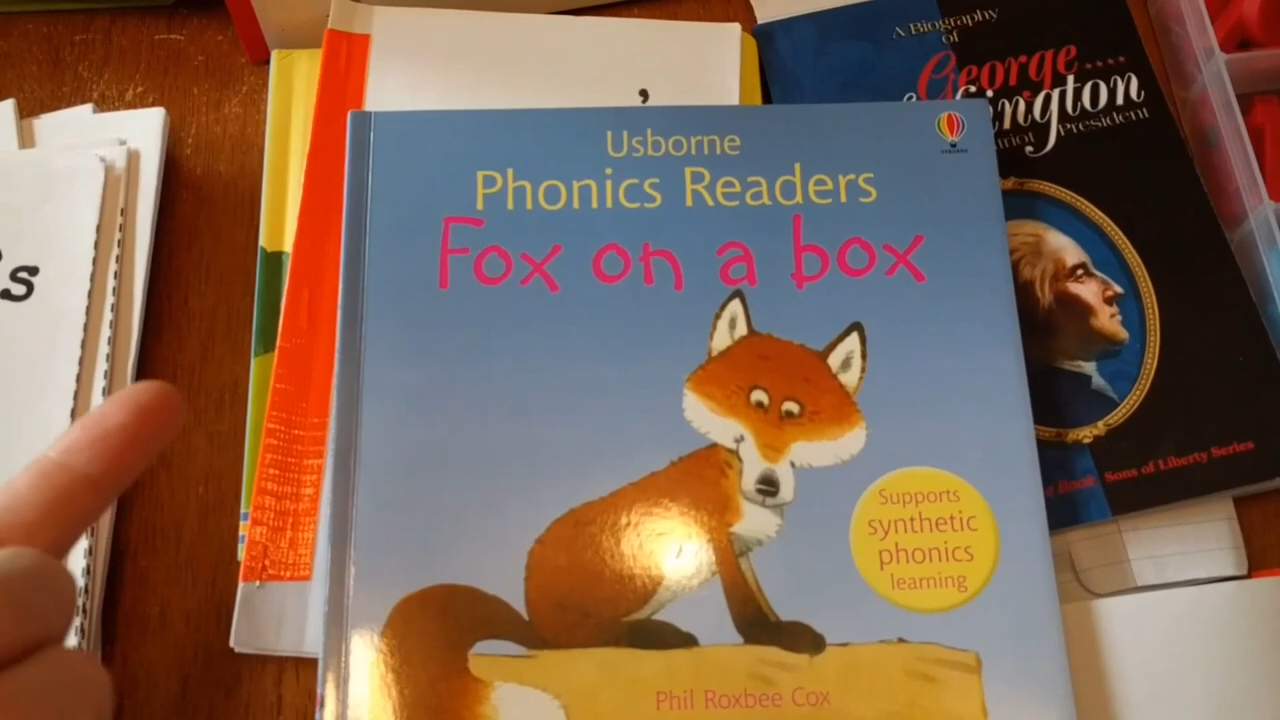 Usborne
Phonics Readers
Fox on a box
Supports
synthetic
phonics
learning
Phil Roxbee Cox
A Biography
of
George
President
Sons of Liberty Series
's
,